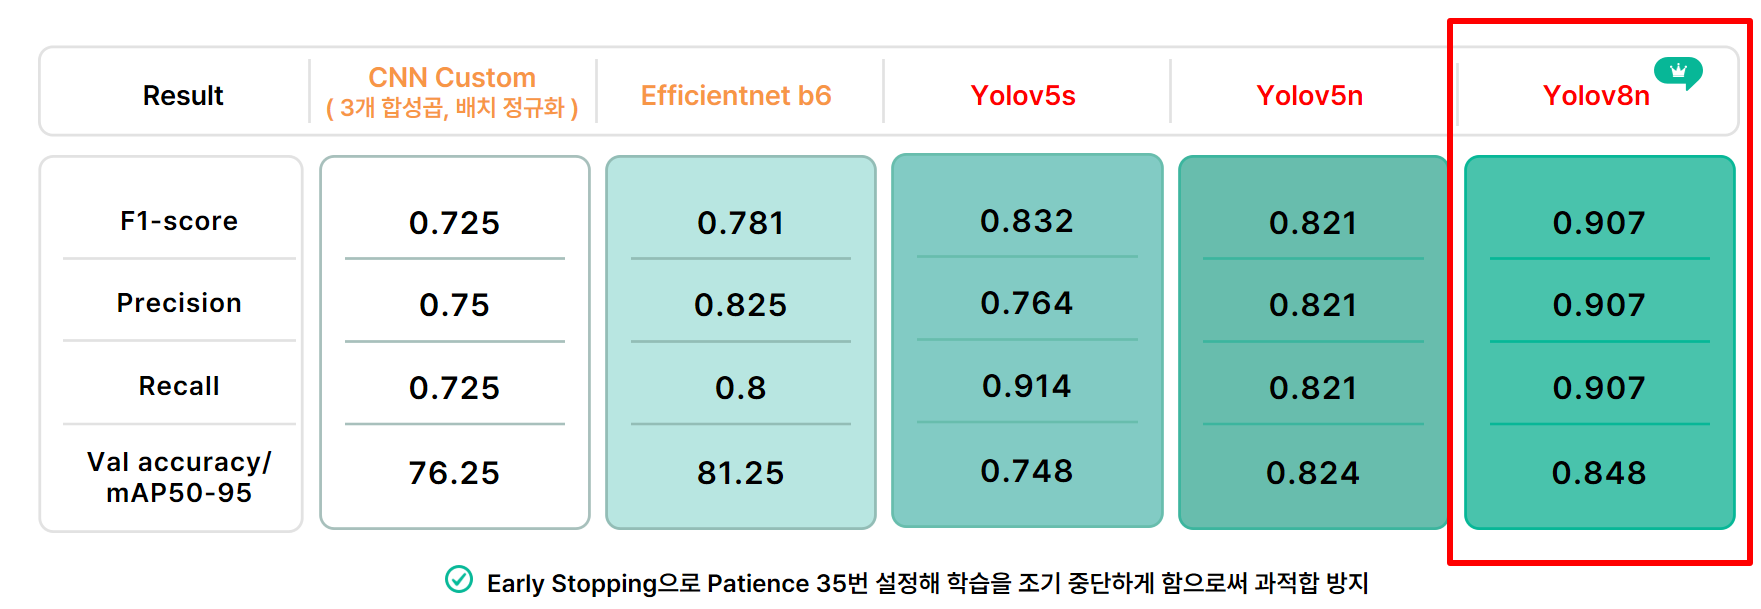 Result
CNN Custom
( 3개 합성곱, 배치 정규화 )
Efficientnet b6
Yolov5s
Yolov5n
Yolov8n
F1-score
0.725
0.781
0.832
0.821
0.907
Precision
0.75
0.825
0.764
0.821
0.907
Recall
0.725
0.8
0.914
0.821
0.907
Val accuracy/
mAP50-95
76.25
81.25
0.748
0.824
0.848
Early Stopping으로 Patience 35번 설정해 학습을 조기 중단하게 함으로써 과적합 방지